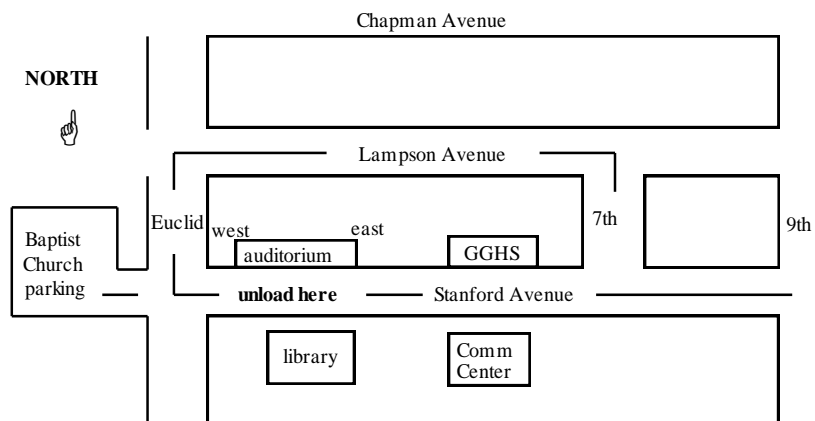 Chapman Avenue
NORTH
Lampson Avenue
Euclid
west
east
7th
9th
auditorium
GGHS
Baptist
Church
parking
unload here
Stanford Avenue
library
Comm
Center